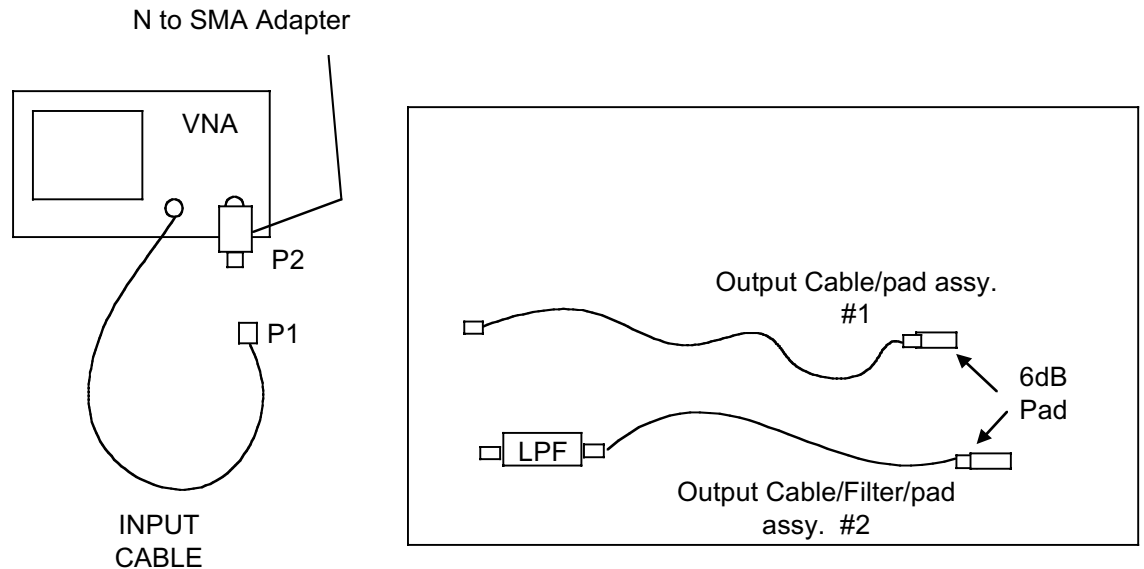 N to SMA Adapter
VNA
P2
P1
INPUT
CABLE
Output Cable/pad assy.
#1
6dB
Pad
LPF
Output Cable/Filter/pad
assy.  #2